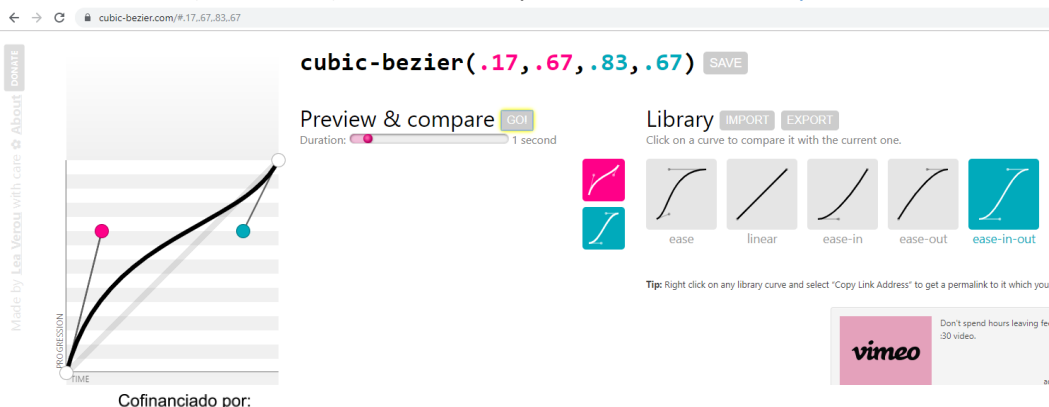 cubic-bezier.com/#.17,.67,.83,.67
DONATE
Made by Lea Verou with care ✿ About
cubic-bezier(.17,.67,.83,.67) SAVE
Preview & compare GO!
Duration: 1 second
Library IMPORT EXPORT
Click on a curve to compare it with the current one.
ease linear ease-in ease-out ease-in-out
Tip: Right click on any library curve and select "Copy Link Address" to get a permalink to it which you
PROGRESSION
TIME
vimeo
Don't spend hours leaving
:30 video.
Cofinanciado por: